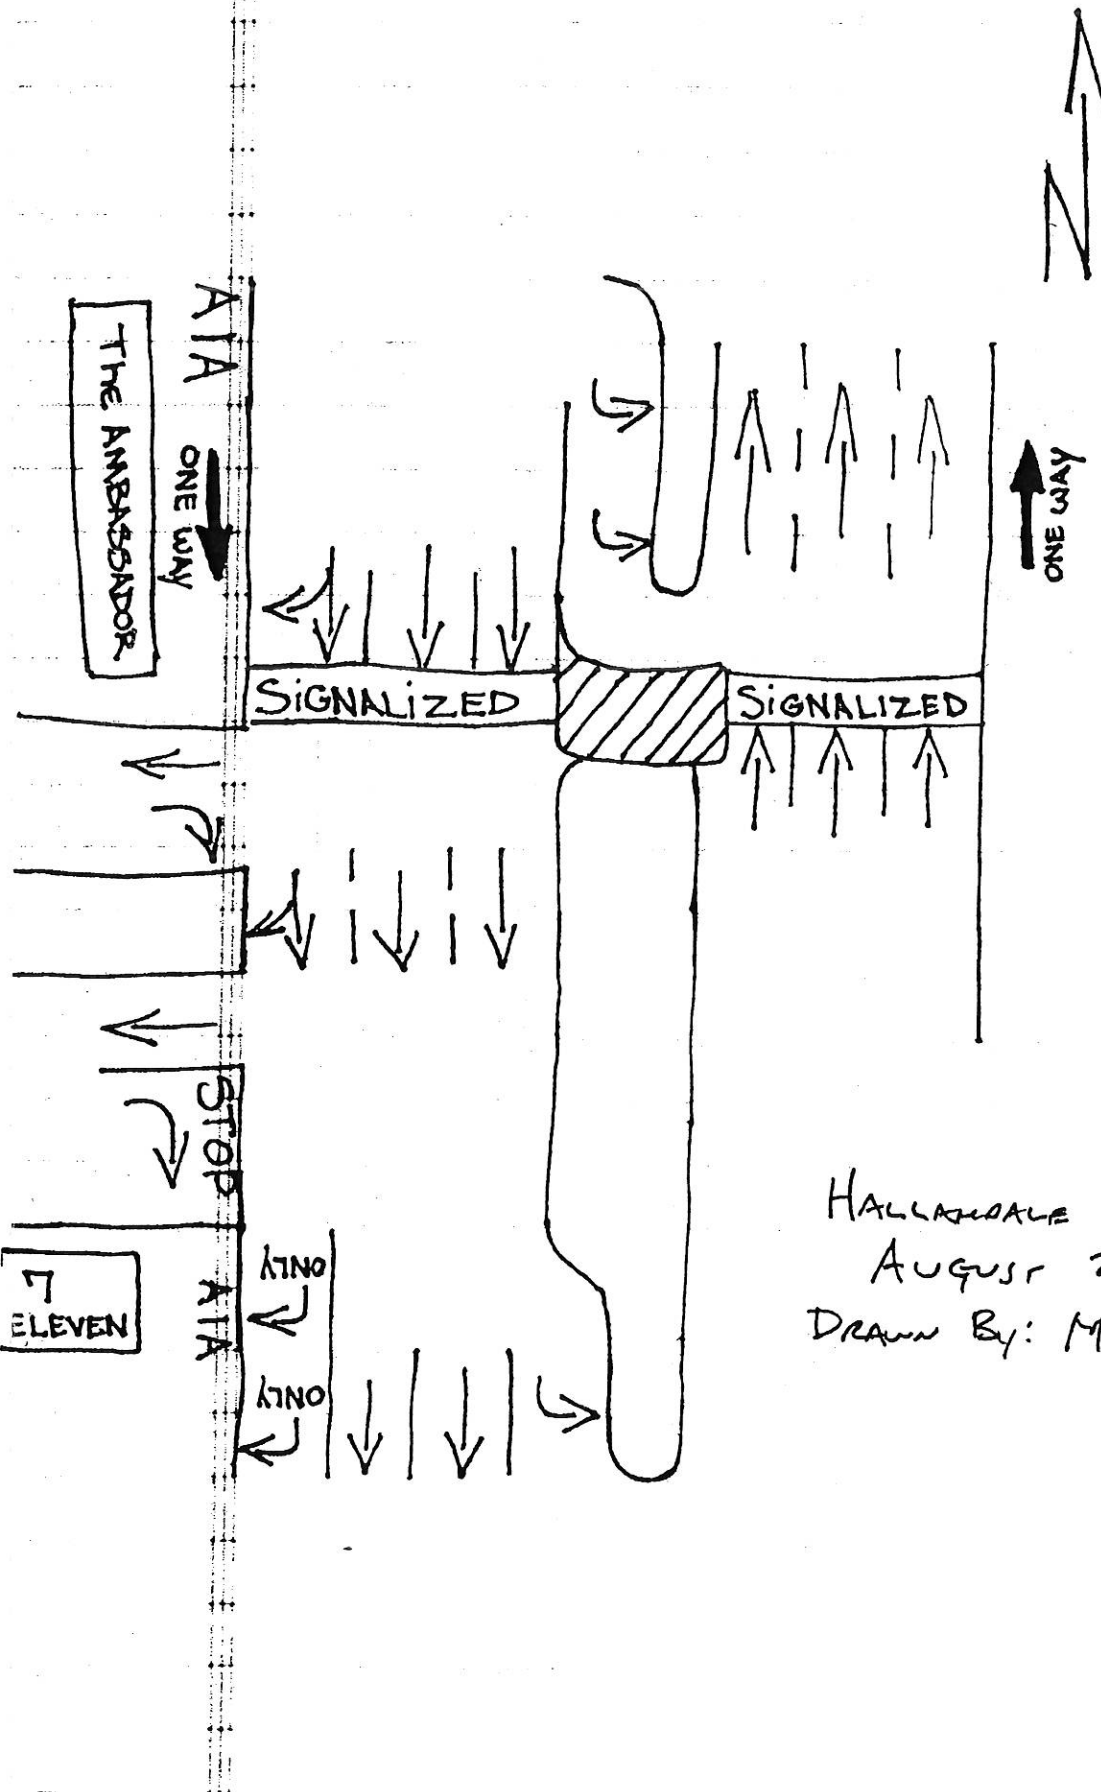 N
A1A
ONE WAY
The AMBASSADOR
ONE WAY
SiGNALiZED
SiGNALiZED
STOP
HALLANDALE
AUGUST
DRAWN By: M
ONLY
7
ELEVEN
A1A
ONLY